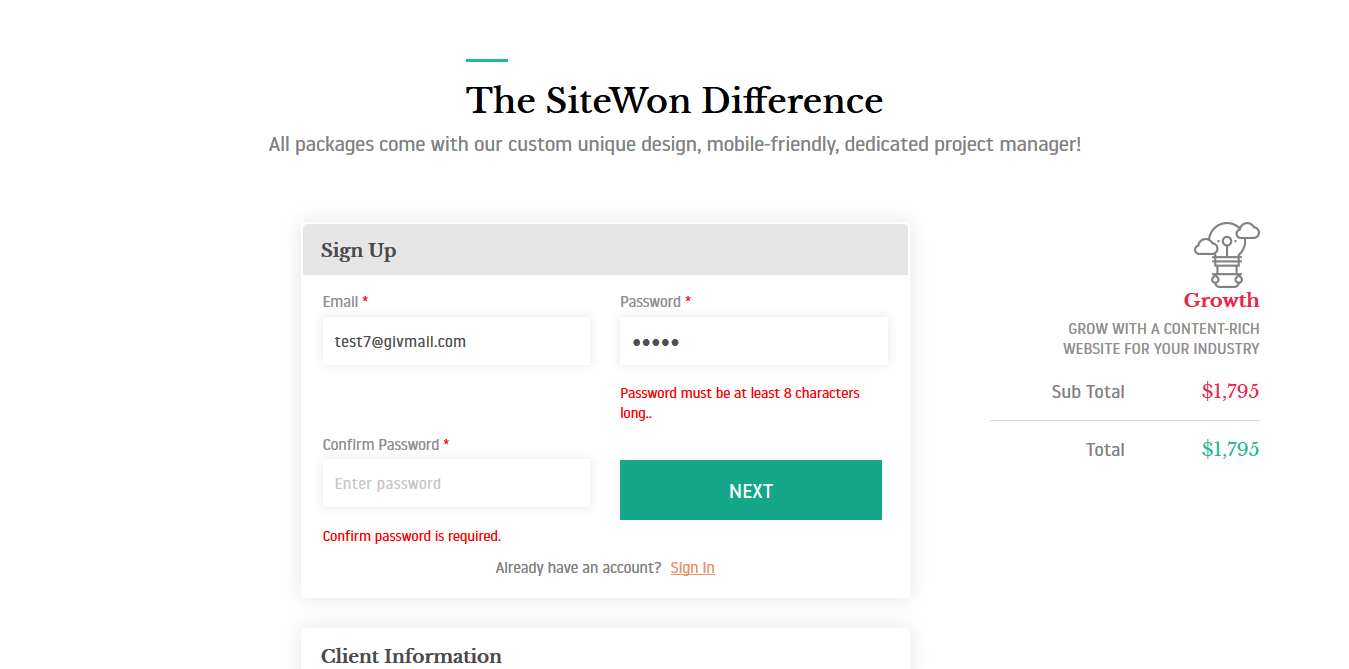 The SiteWon Difference
All packages come with our custom unique design, mobile-friendly, dedicated project manager!
Sign Up
Email *
test7@givmail.com
Password *
●●●●●
Password must be at least 8 characters
long..
Confirm Password *
Enter password
Confirm password is required.
NEXT
Already have an account? Sign In
Client Information
Growth
GROW WITH A CONTENT-RICH
WEBSITE FOR YOUR INDUSTRY
Sub Total $1,795
Total $1,795